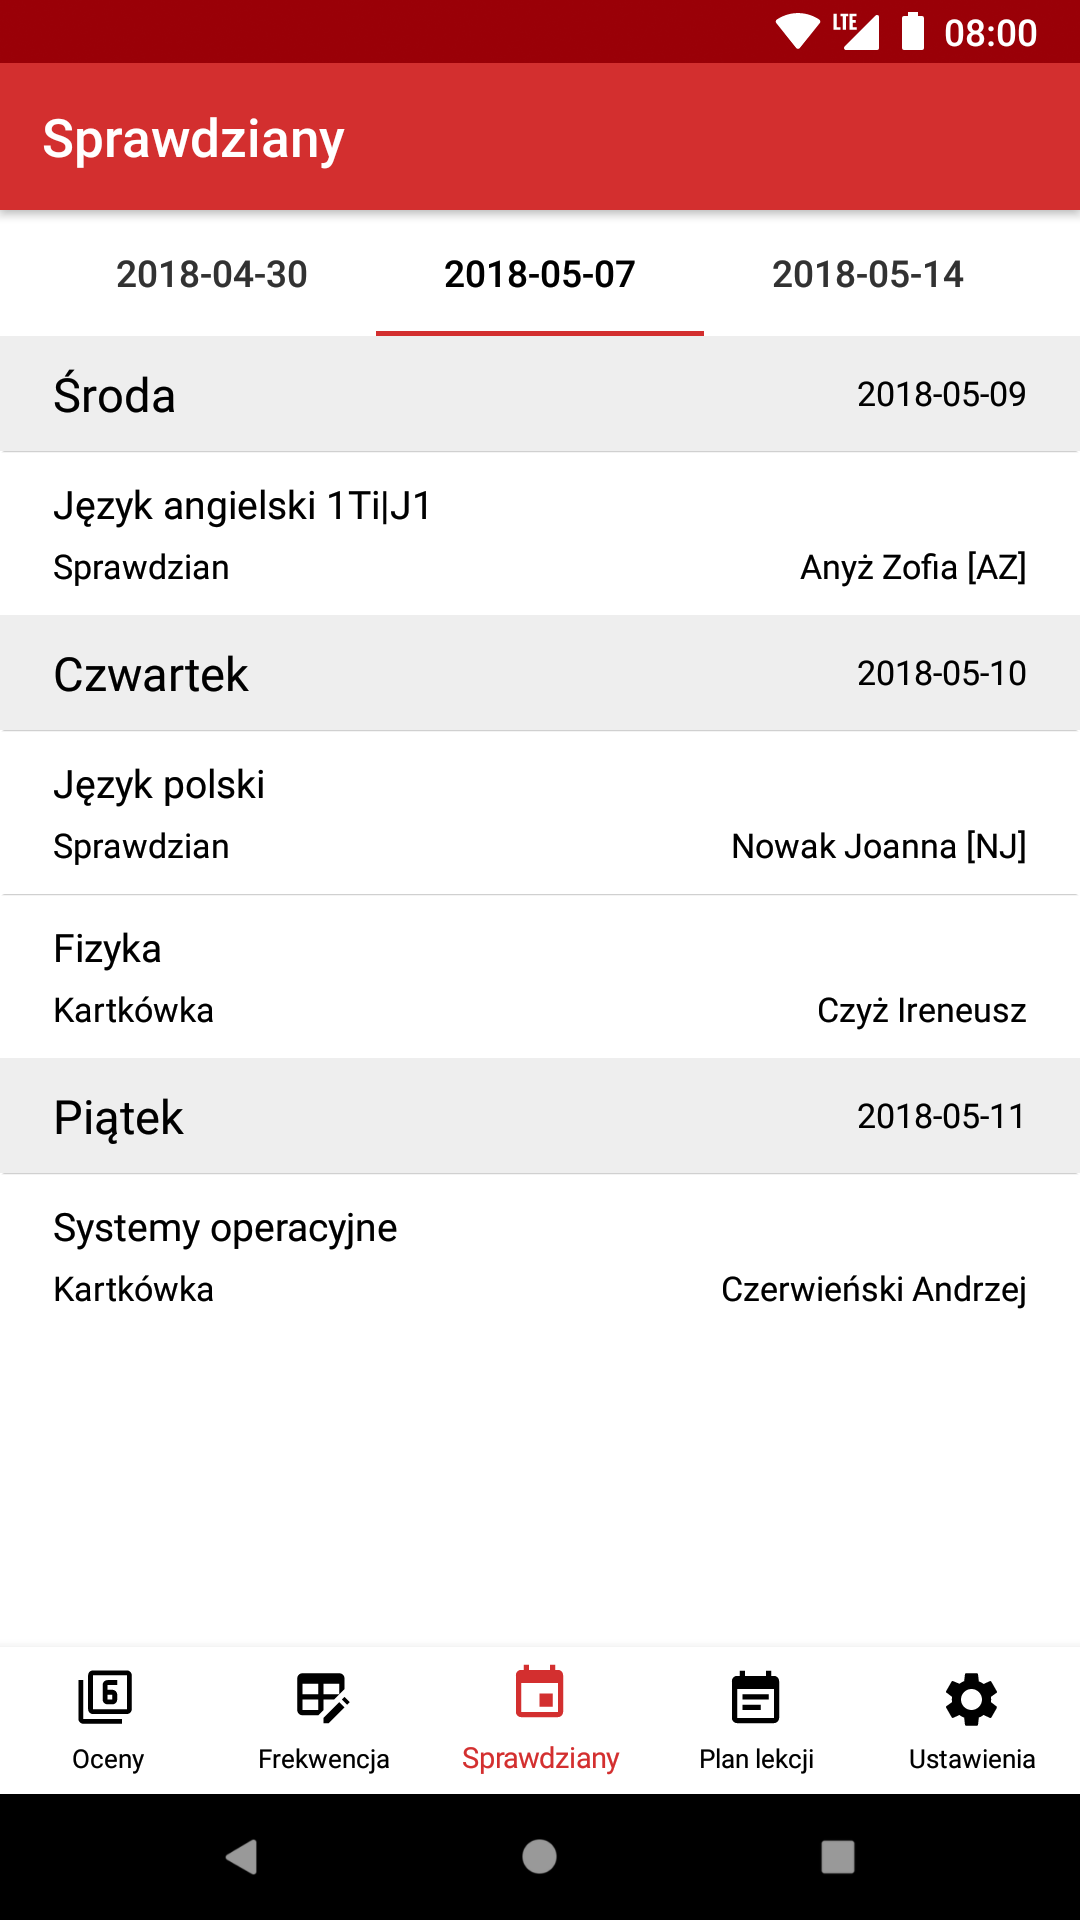 LTE 08:00
Sprawdziany
2018-04-30 2018-05-07 2018-05-14
Środa 2018-05-09
Język angielski 1Ti|J1
Sprawdzian Anyż Zofia [AZ]
Czwartek 2018-05-10
Język polski
Sprawdzian Nowak Joanna [NJ]
Fizyka
Kartkówka Czyż Ireneusz
Piątek 2018-05-11
Systemy operacyjne
Kartkówka Czerwieński Andrzej
6
Oceny Frekwencja Sprawdziany Plan lekcji Ustawienia